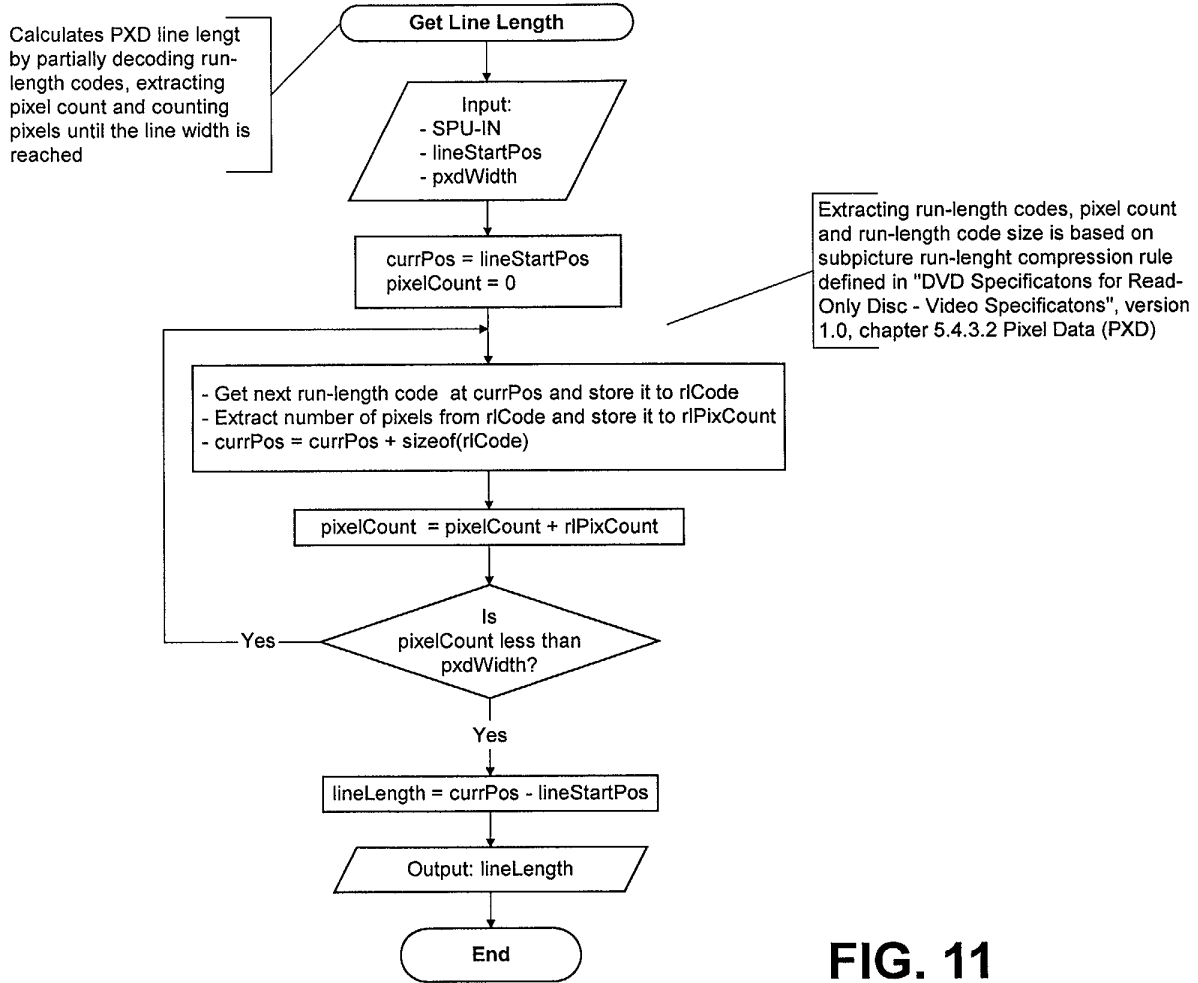 Get Line Length
Calculates PXD line lengt
by partially decoding run-
length codes, extracting
pixel count and counting
pixels until the line width is
reached
Input:
- SPU-IN
- lineStartPos
- pxdWidth
Extracting run-length codes, pixel count
and run-length code size is based on
subpicture run-lenght compression rule
defined in "DVD Specificatons for Read-
Only Disc - Video Specificatons", version
1.0, chapter 5.4.3.2 Pixel Data (PXD)
currPos = lineStartPos
pixelCount = 0
- Get next run-length code at currPos and store it to rlCode
- Extract number of pixels from rlCode and store it to rlPixCount
- currPos = currPos + sizeof(rlCode)
pixelCount = pixelCount + rlPixCount
Is
pixelCount less than
pxdWidth?
Yes
Yes
lineLength = currPos - lineStartPos
Output: lineLength
End
FIG. 11